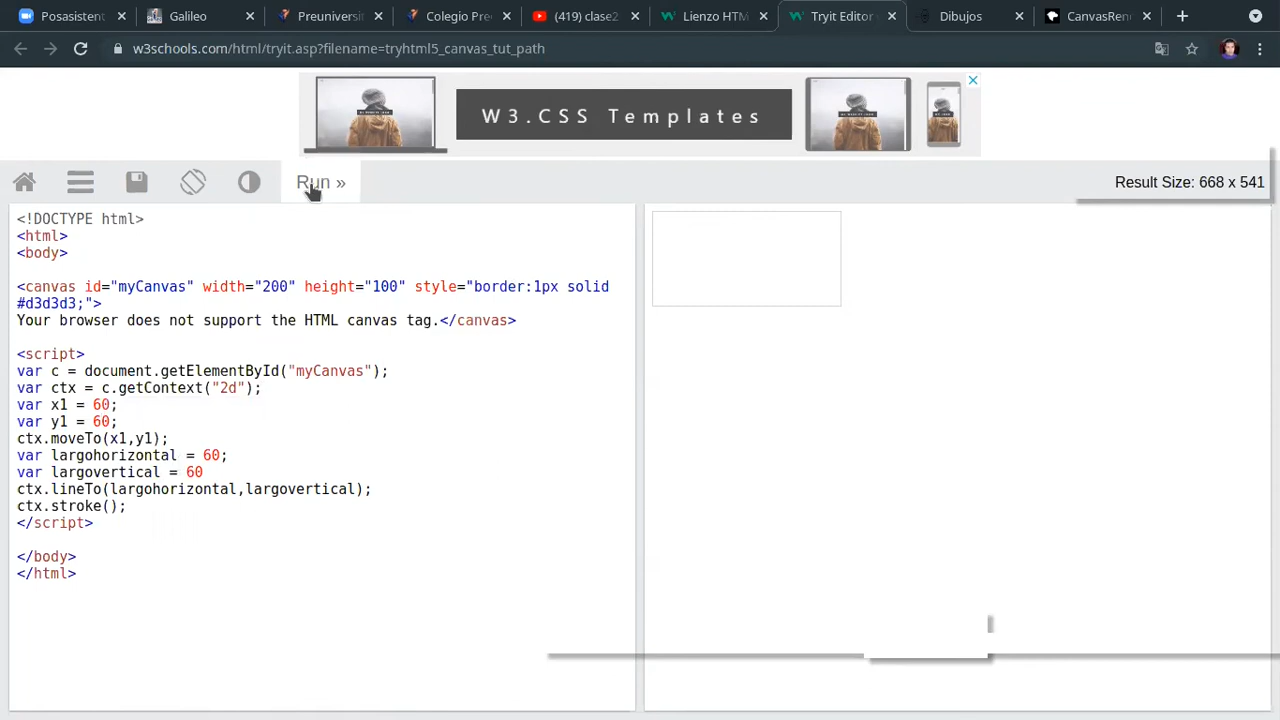 Posasistent
Galileo
Preuniversit
Colegio Pre
(419) clase2
Lienzo HTM
Tryit Editor
Dibujos
CanvasRen
w3schools.com/html/tryit.asp?filename=tryhtml5_canvas_tut_path
W3.CSS Templates
Run »
Result Size: 668 x 541
<!DOCTYPE html>
<html>
<body>
<canvas id="myCanvas" width="200" height="100" style="border:1px solid
#d3d3d3;">
Your browser does not support the HTML canvas tag.</canvas>
<script>
var c = document.getElementById("myCanvas");
var ctx = c.getContext("2d");
var x1 = 60;
var y1 = 60;
ctx.moveTo(x1,y1);
var largohorizontal = 60;
var largovertical = 60
ctx.lineTo(largohorizontal,largovertical);
ctx.stroke();
</script>
</body>
</html>